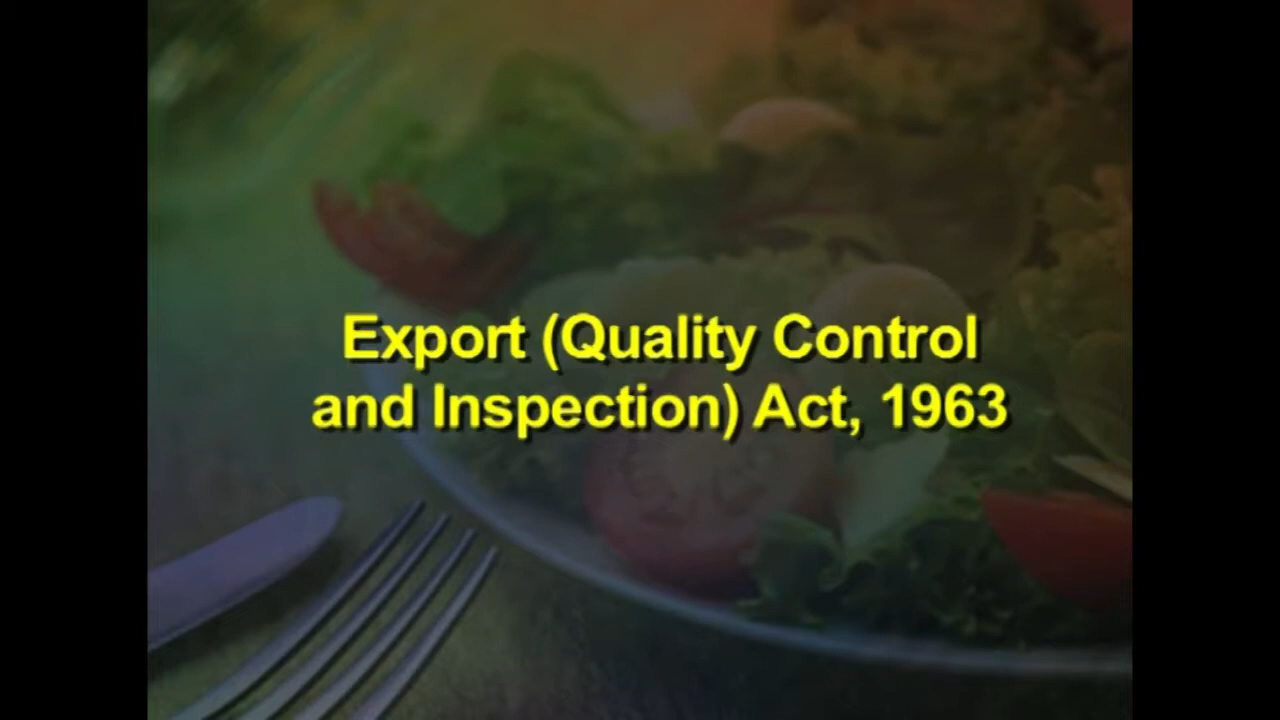 Export (Quality Control
and Inspection) Act, 1963